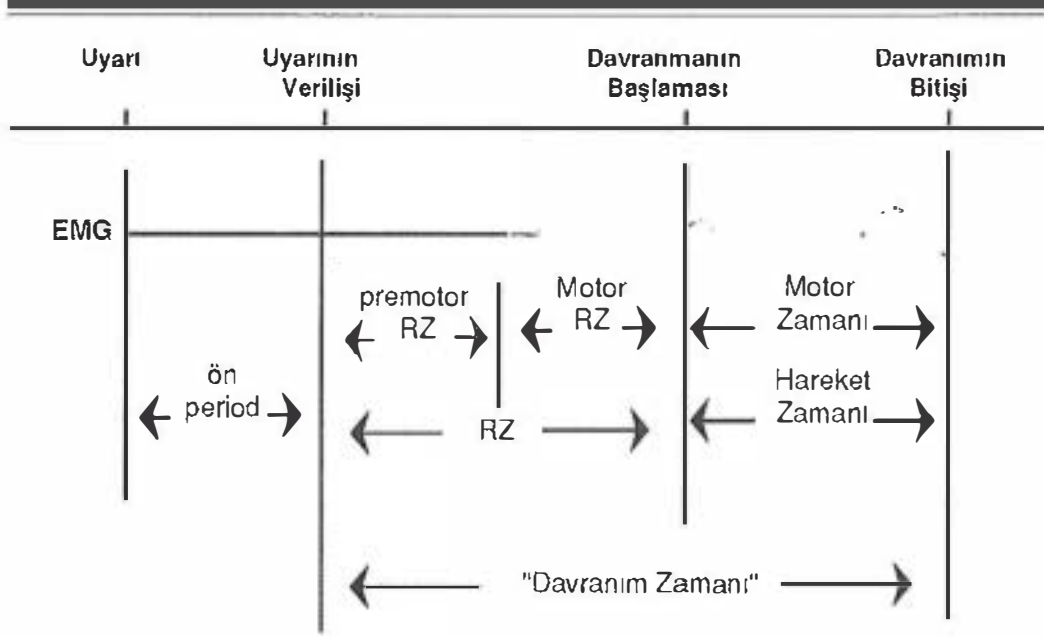 Uyarı
Uyarının
Verilişi
Davranmanın
Başlaması
Davranımın
Bitişi
EMG
premotor
RZ
Motor
RZ
Motor
Zamanı
ön
period
RZ
Hareket
Zamanı
"Davranım Zamanı"